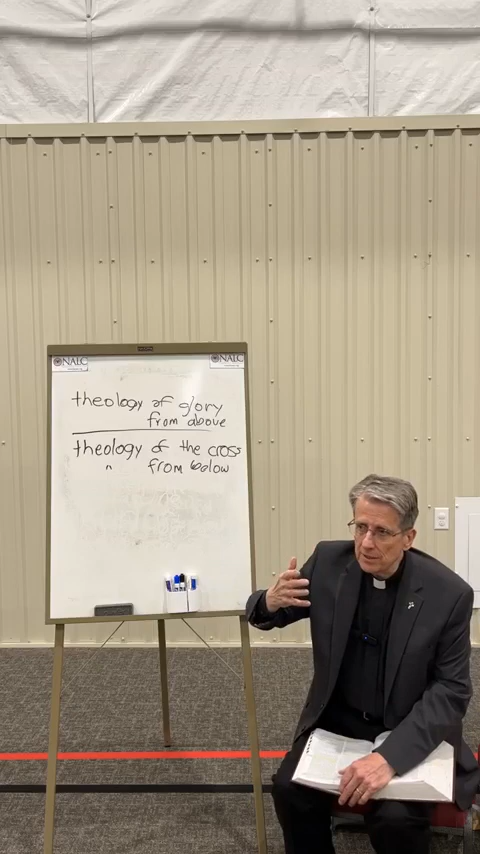 NALC
NALC
theology of glory
from above
theology of the cross
" from below